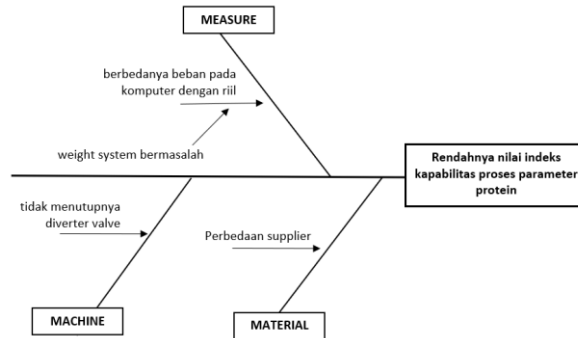 MEASURE
berbedanya beban pada
komputer dengan riil
weight system bermasalah
Rendahnya nilai indeks
kapabilitas proses parameter
protein
tidak menutupnya
diverter valve
Perbedaan supplier
MACHINE
MATERIAL